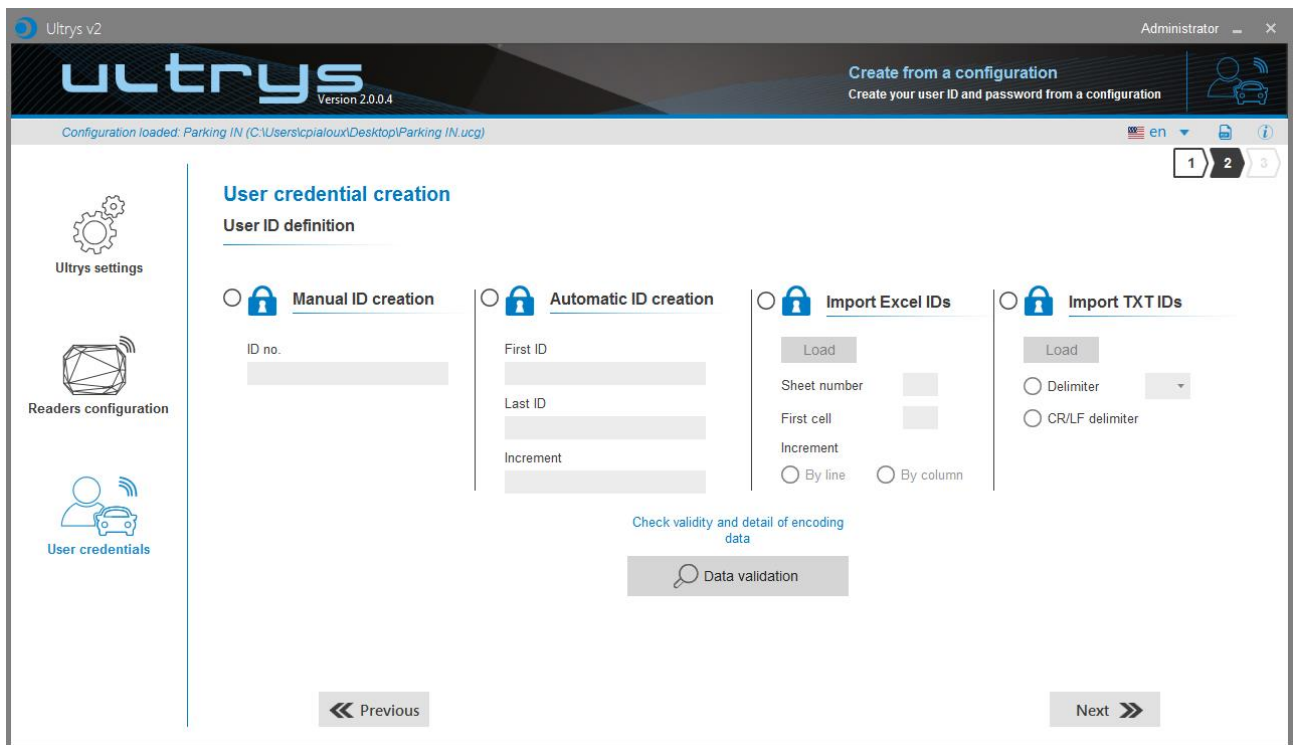 Ultrys v2
Administrator
ultrys
Version 2.0.0.4
Create from a configuration
Create your user ID and password from a configuration
Configuration loaded: Parking IN (C:\Users\cpialoux\Desktop\Parking IN.ucg)
en
1 2 3
Ultrys settings
Readers configuration
User credentials
User credential creation
User ID definition
Manual ID creation
ID no.
Automatic ID creation
First ID
Last ID
Increment
Import Excel IDs
Load
Sheet number
First cell
Increment
By line By column
Import TXT IDs
Load
Delimiter
CR/LF delimiter
Check validity and detail of encoding
data
Data validation
Previous
Next